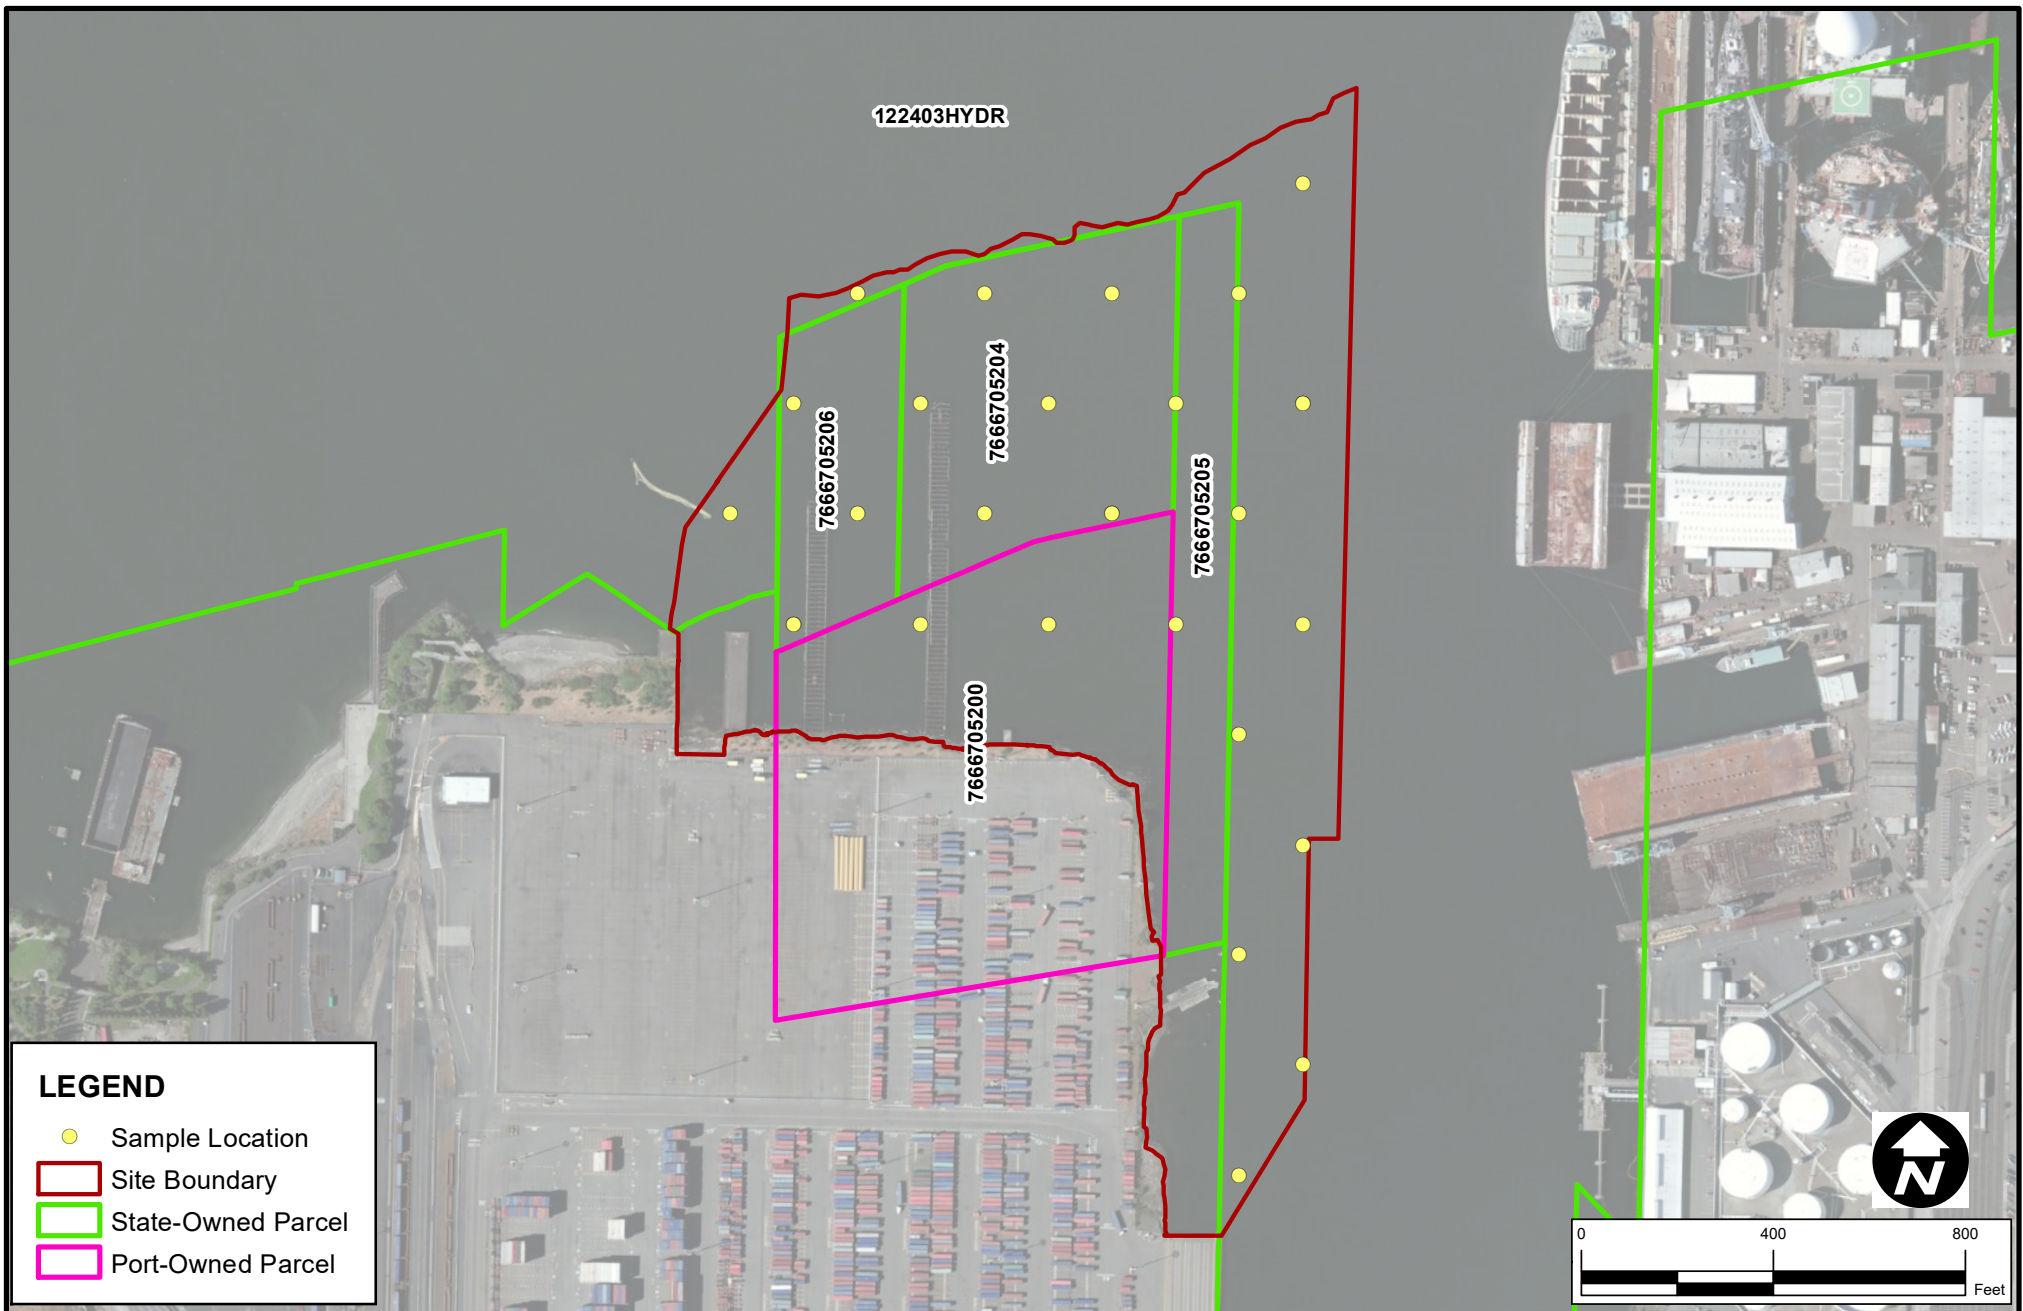 122403HYDR
7666705204
7666705206
7666705205
7666705200
LEGEND
Sample Location
Site Boundary
State-Owned Parcel
Port-Owned Parcel
N
0 400 800
Feet